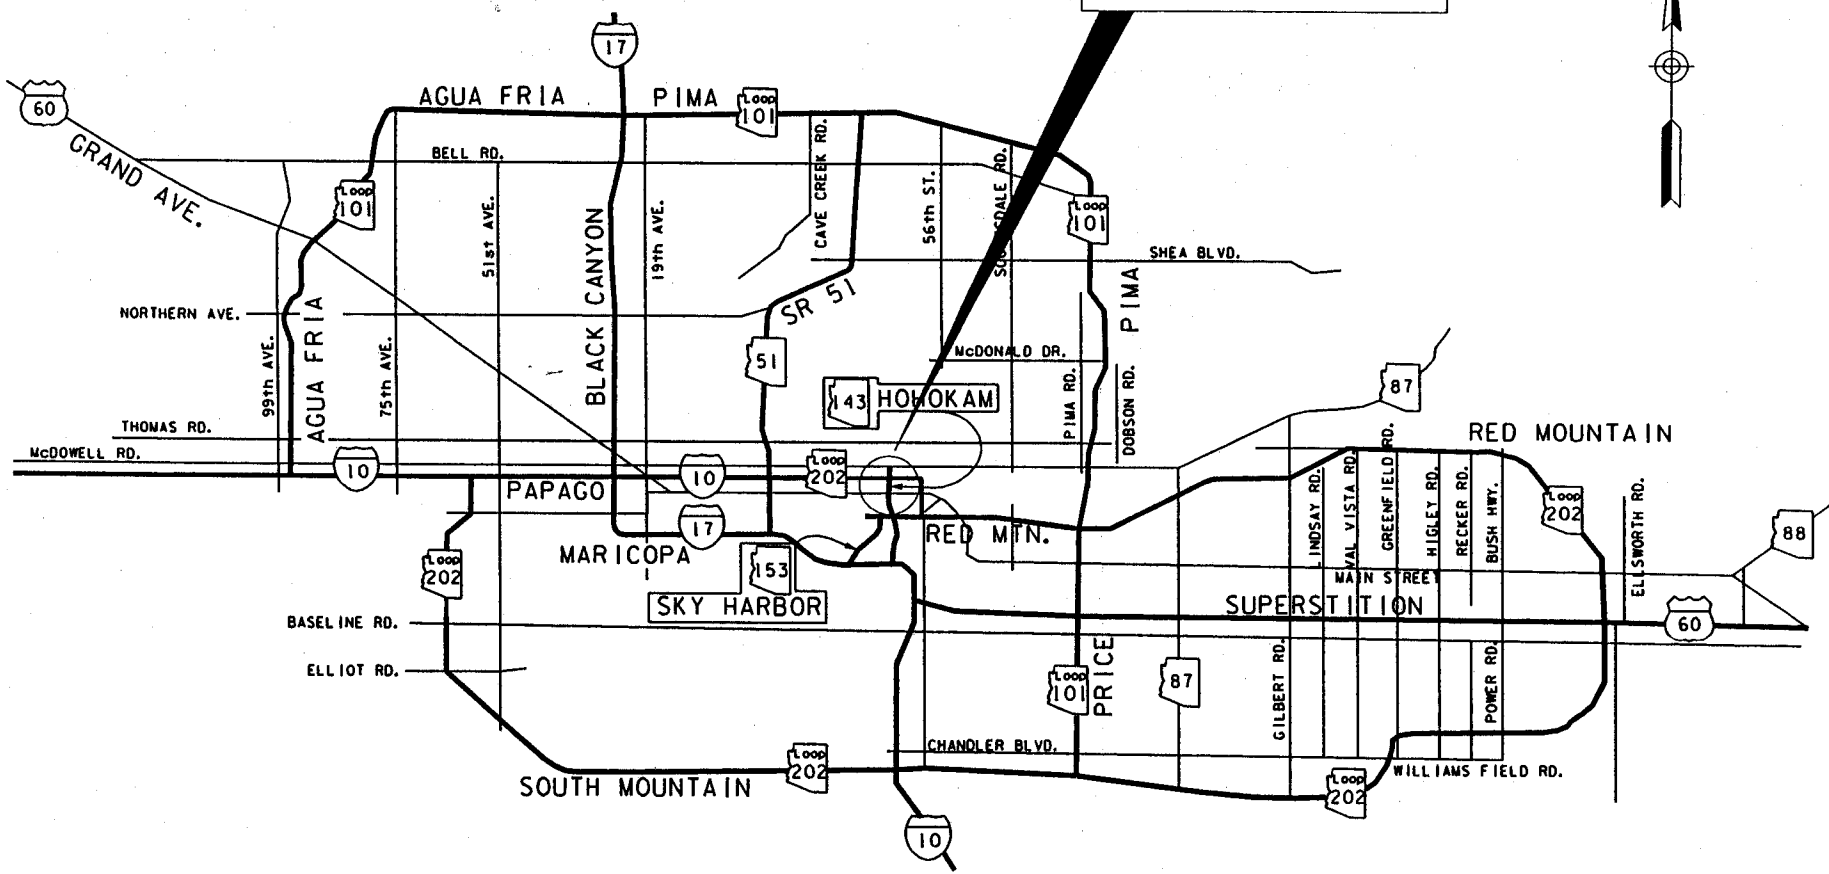 17
60
AGUA FRIA
PIMA
Loop
101
GRAND AVE.
BELL RD.
Loop
101
51st AVE.
BLACK CANYON
19th AVE.
CAVE CREEK RD.
56th ST.
Loop
101
SHEA BLVD.
PIMA
SR 51
NORTHERN AVE.
99th AVE.
AGUA FRIA
75th AVE.
51
McDONALD DR.
143
HOHOKAM
PIMA RD.
DOBSON RD.
87
THOMAS RD.
McDOWELL RD.
10
PAPAGO
10
Loop
202
RED MOUNTAIN
LINDSAY RD.
VAL VISTA RD.
GREENFIELD RD.
HIGLEY RD.
RECKER RD.
BUSH HWY.
Loop
202
ELLSWORTH RD.
88
17
MARICOPA
RED MTN.
153
SKY HARBOR
Loop
202
MAIN STREET
SUPERSTITION
60
BASELINE RD.
ELLIOT RD.
Loop
101
PRICE
87
GILBERT RD.
POWER RD.
CHANDLER BLVD.
Loop
202
SOUTH MOUNTAIN
WILLIAMS FIELD RD.
Loop
202
10